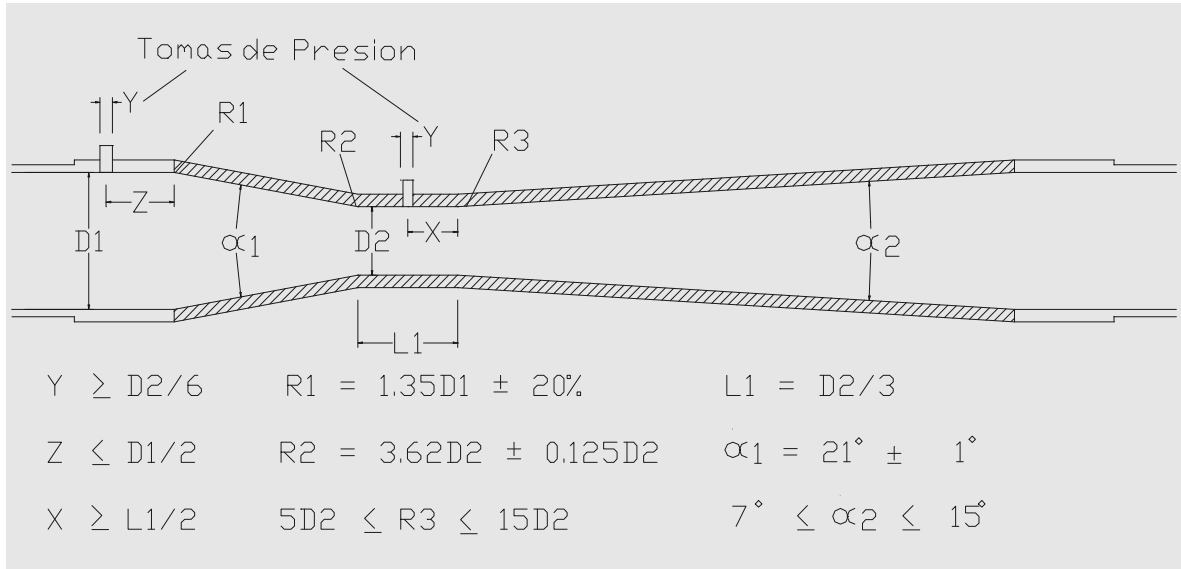 Tomas de Presion
Y
R1
R2
Y
R3
Z
D1
α1
D2
X
α2
L1
Y ≥ D2/6 R1 = 1.35D1 ± 20% L1 = D2/3
Z ≤ D1/2 R2 = 3.62D2 ± 0.125D2 α1 = 21° ± 1°
X ≥ L1/2 5D2 ≤ R3 ≤ 15D2 7° ≤ α2 ≤ 15°